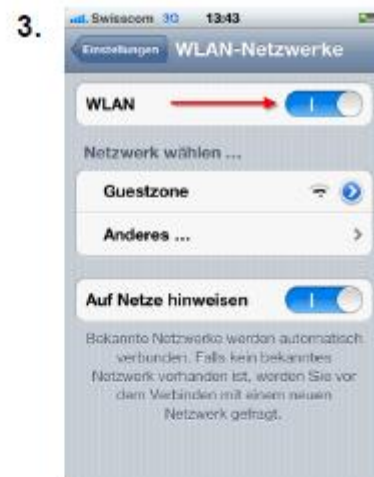 3.
Swisscom 3G 13:43
Einstellungen WLAN-Netzwerke
WLAN
Netzwerk wählen ...
Guestzone
Anderes ...
Auf Netze hinweisen
Bekannte Netzwerke werden automatisch
verbunden. Falls kein bekanntes
Netzwerk vorhanden ist, werden Sie vor
dem Verbinden mit einem neuen
Netzwerk gefragt.